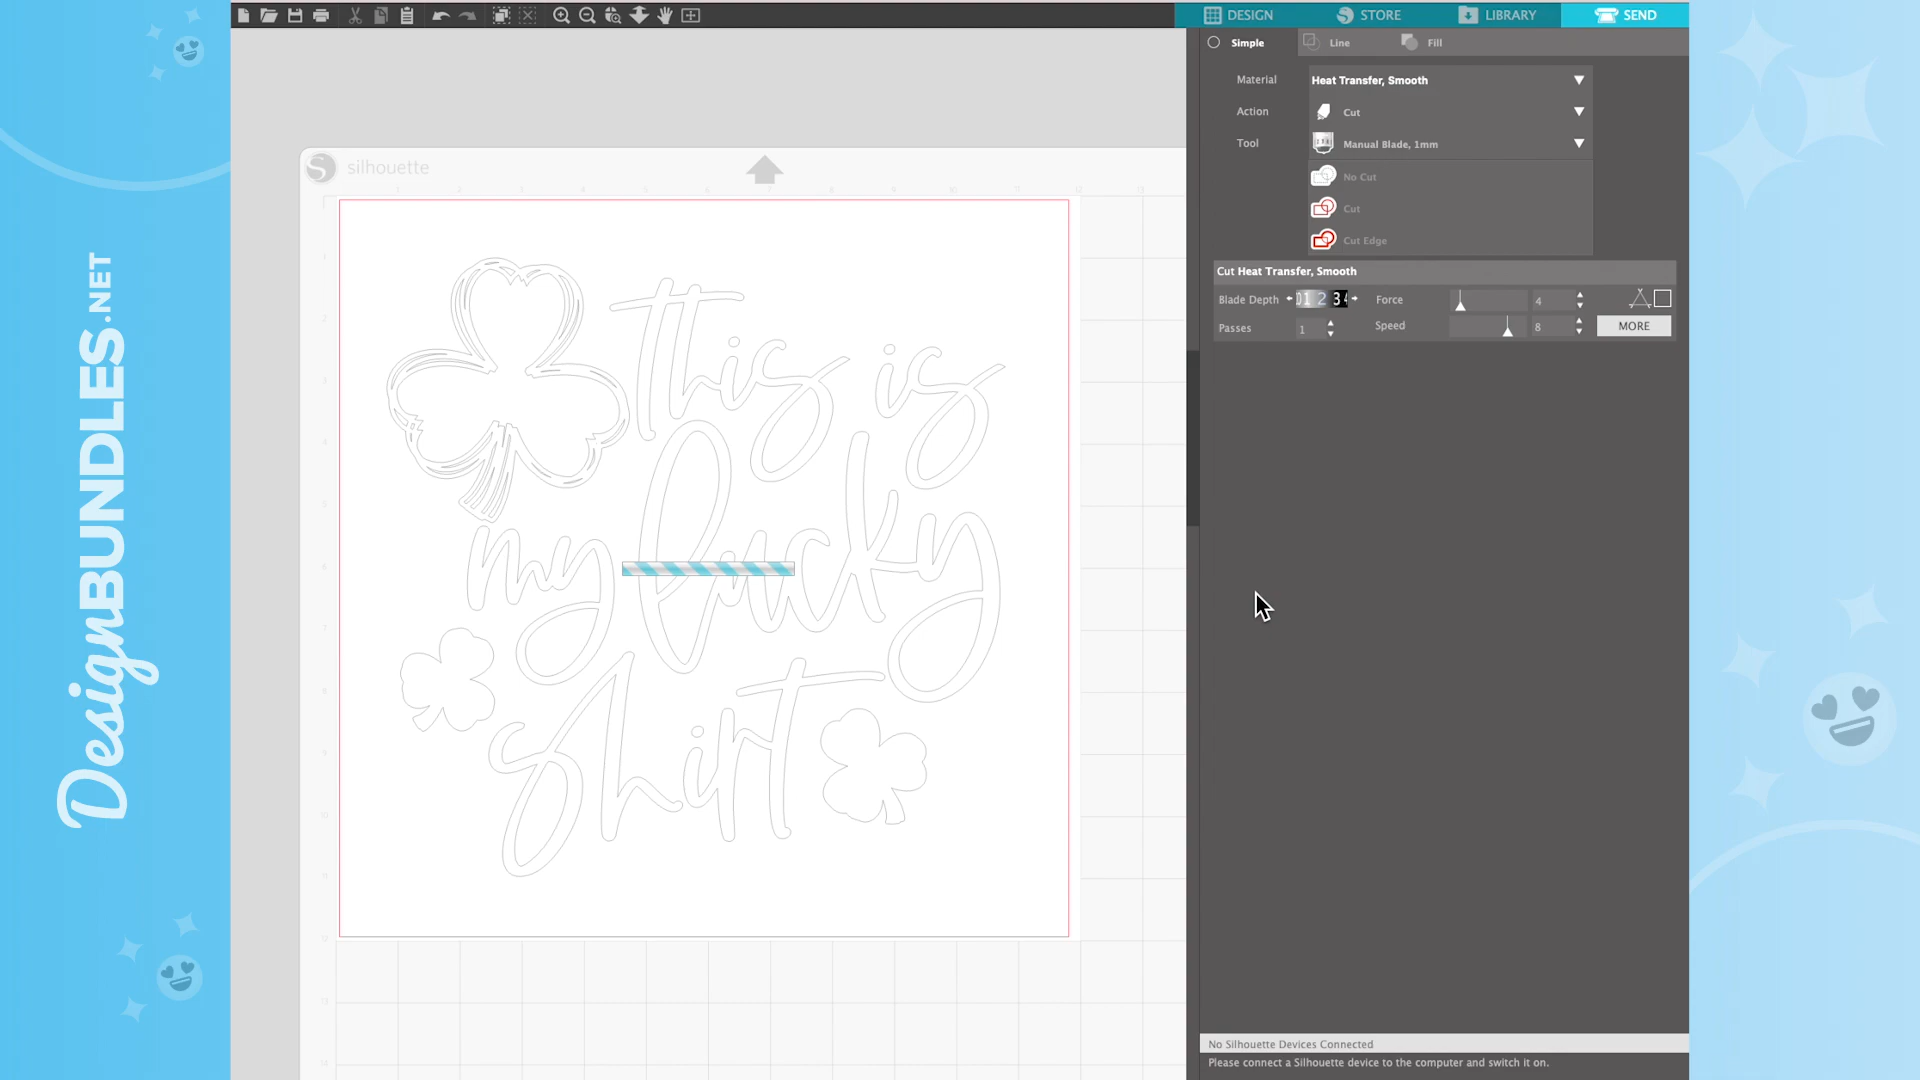 DESIGN
STORE
LIBRARY
SEND
Simple
Line
Fill
Material
Heat Transfer, Smooth
Action
Cut
Tool
Manual Blade, 1mm
No Cut
Cut
Cut Edge
Cut Heat Transfer, Smooth
Blade Depth
Force
4
Passes
1
Speed
8
MORE
silhouette
this is
my lucky
shirt
DesignBUNDLES.NET
No Silhouette Devices Connected
Please connect a Silhouette device to the computer and switch it on.